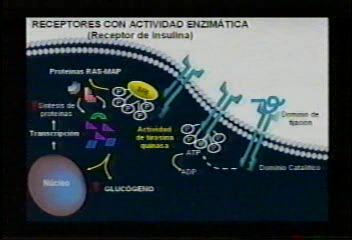 RECEPTORES CON ACTIVIDAD ENZIMÁTICA
(Receptor de insulina)
Proteínas RAS-MAP
Síntesis de
proteínas
Transcripción
Actividad
de tirosina
quinasa
Dominio de
fijación
ATP
ADP
Dominio Catalítico
Núcleo
GLUCÓGENO